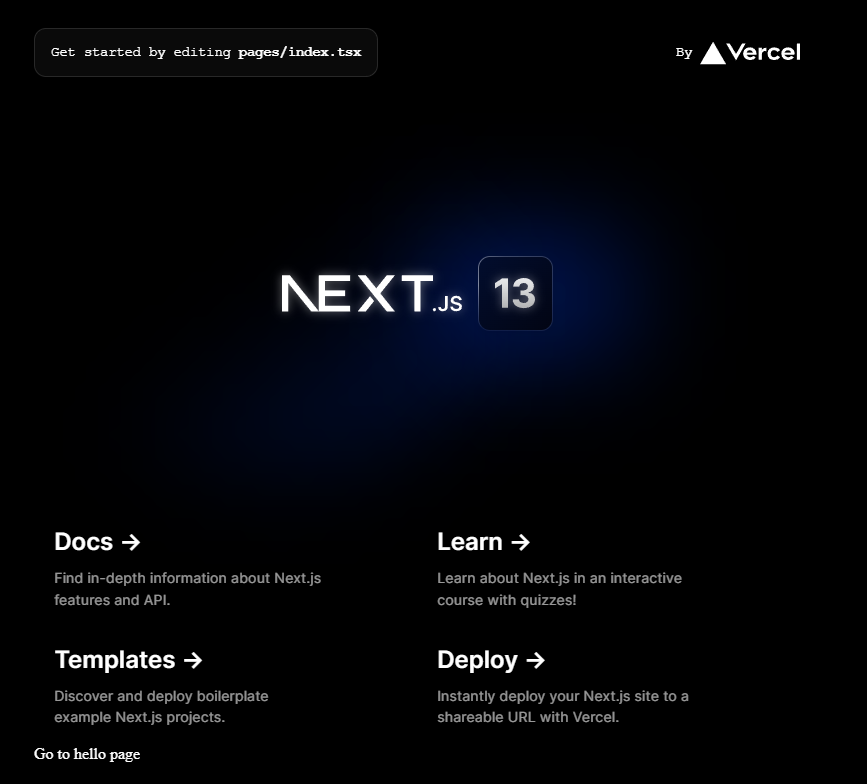 Get started by editing pages/index.tsx
By Vercel
NEXT.JS 13
Docs →
Find in-depth information about Next.js
features and API.
Learn →
Learn about Next.js in an interactive
course with quizzes!
Templates →
Discover and deploy boilerplate
example Next.js projects.
Deploy →
Instantly deploy your Next.js site to a
shareable URL with Vercel.
Go to hello page